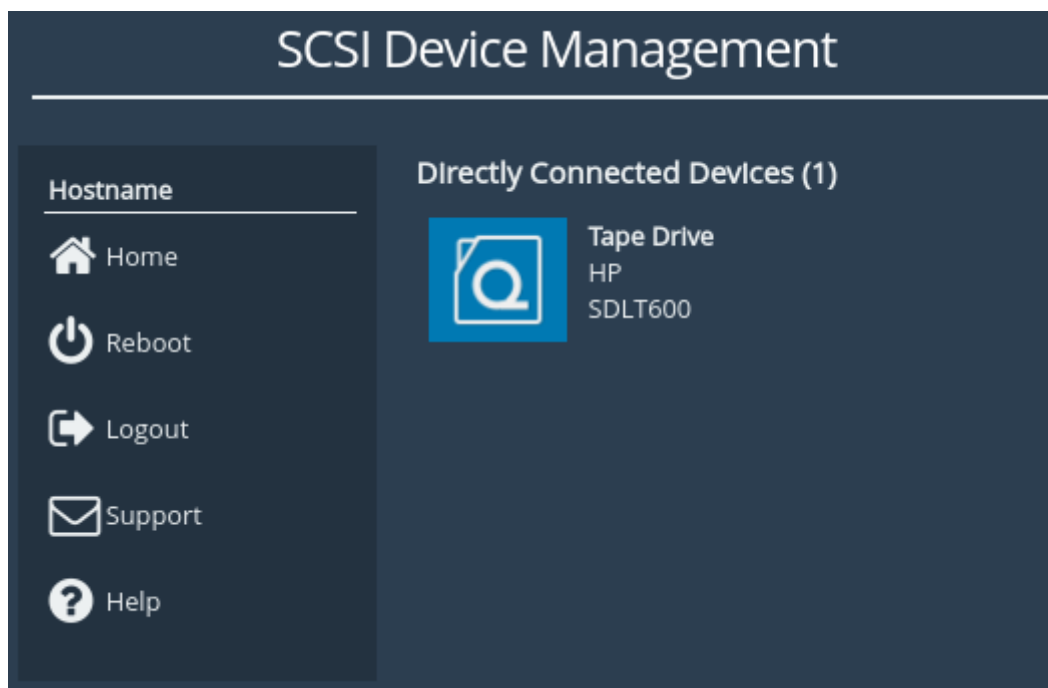 SCSI Device Management
Hostname
Home
Reboot
Logout
Support
Help
Directly Connected Devices (1)
Tape Drive
HP
SDLT600